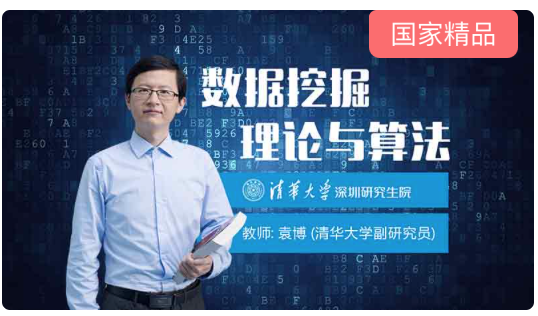 国家精品
数据挖掘
理论与算法
清华大学 深圳研究生院
教师: 袁博 (清华大学副研究员)